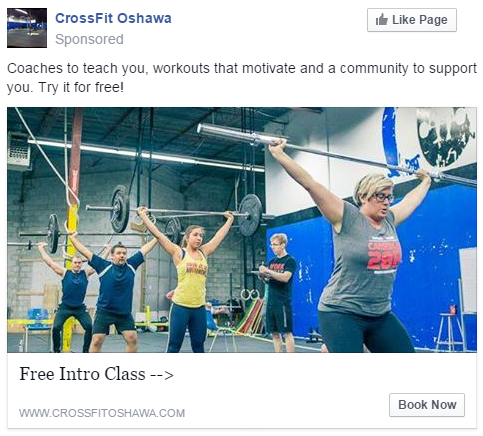 CrossFit Oshawa
Like Page
Sponsored
Coaches to teach you, workouts that motivate and a community to support
you. Try it for free!
Free Intro Class -->
WWW.CROSSFITOSHAWA.COM
Book Now